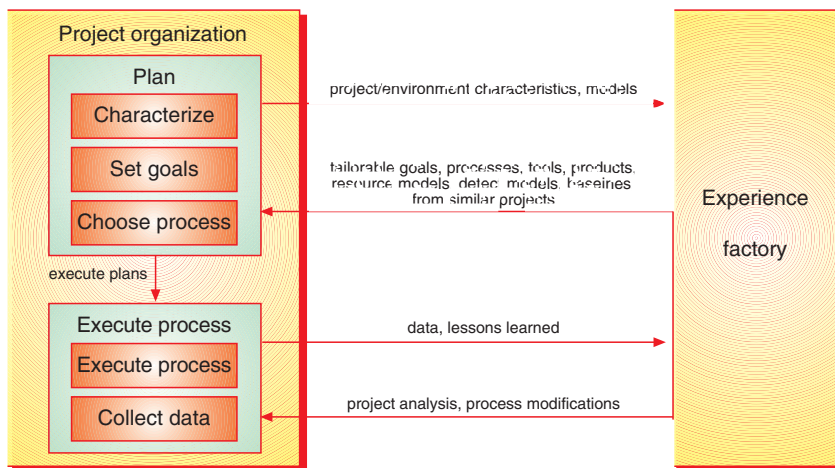 Project organization
Plan
Characterize
Set goals
Choose process
execute plans
Execute process
Execute process
Collect data
project/environment characteristics, models
tailorable goals, processes, tools, products,
resource models, defect models, baselines
from similar projects
data, lessons learned
project analysis, process modifications
Experience
factory